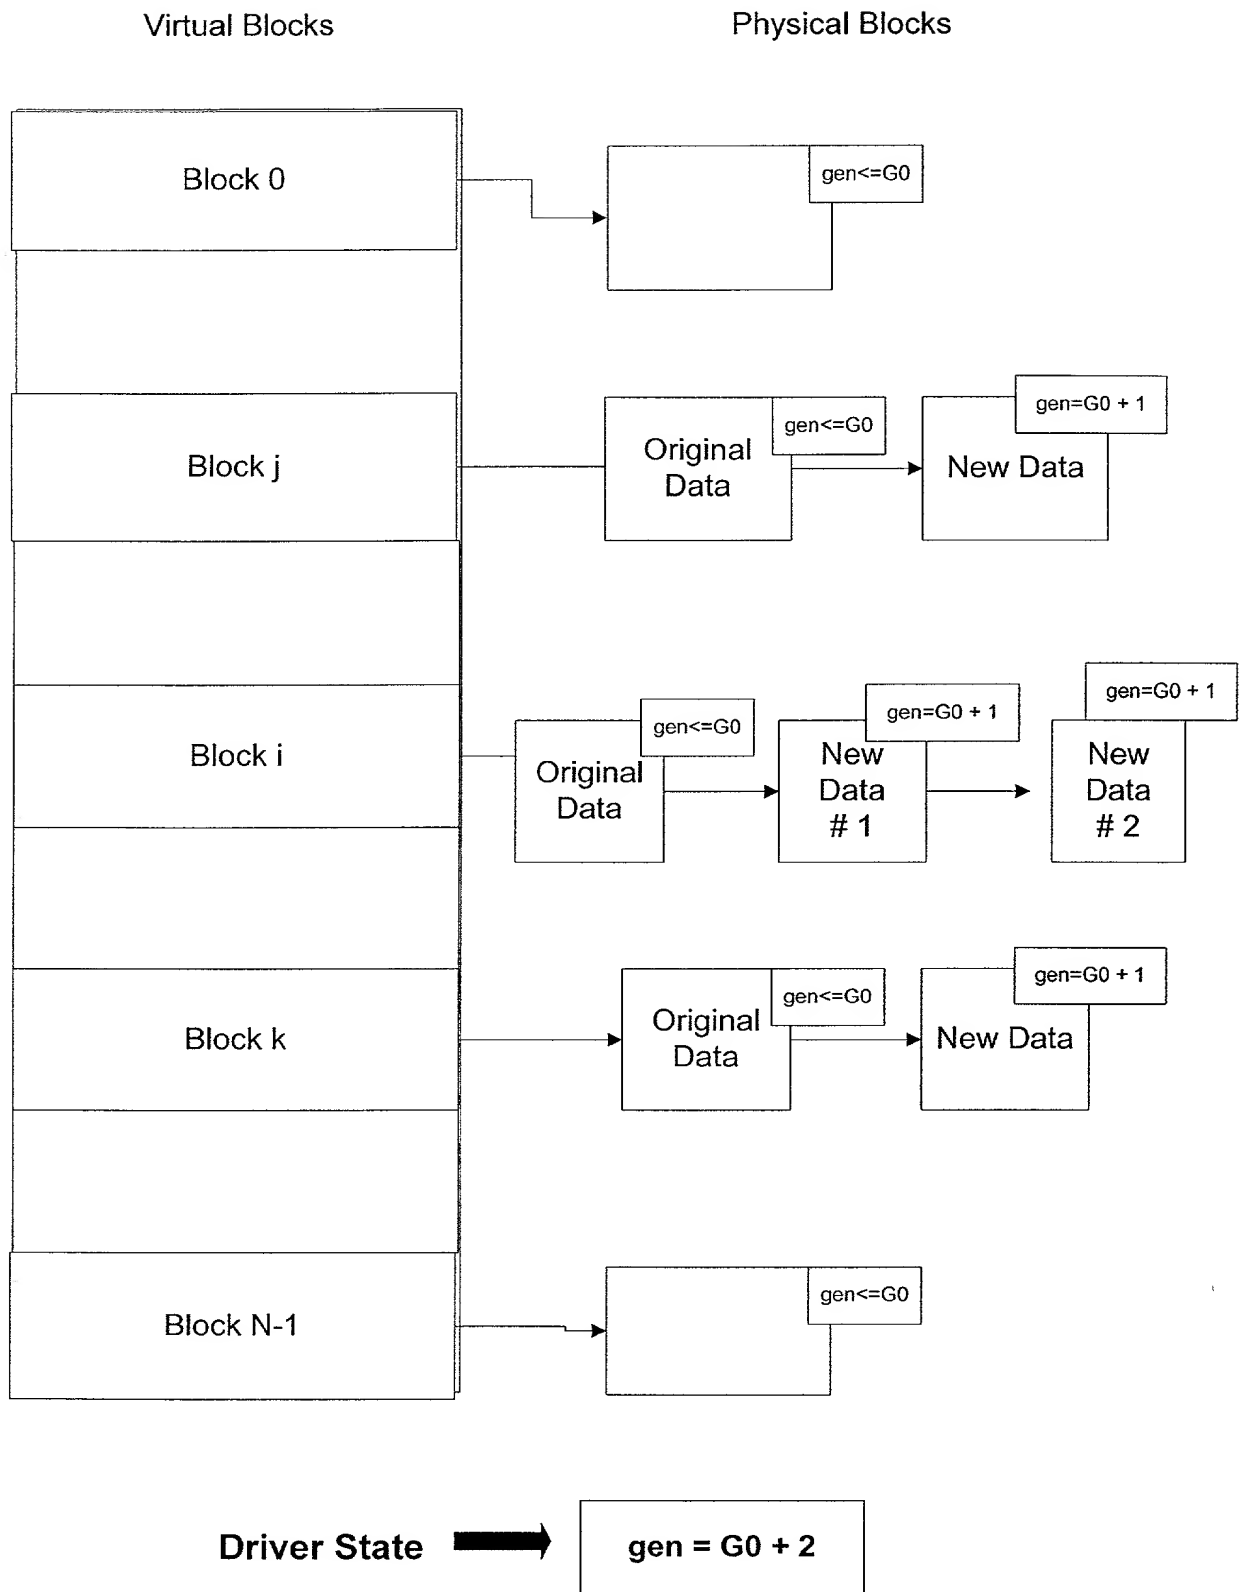 Virtual Blocks
Physical Blocks
Block 0
gen<=G0
Block j
Original
Data
gen<=G0
New Data
gen=G0 + 1
Block i
Original
Data
gen<=G0
New
Data
# 1
gen=G0 + 1
New
Data
# 2
gen=G0 + 1
Block k
Original
Data
gen<=G0
New Data
gen=G0 + 1
Block N-1
gen<=G0
Driver State
gen = G0 + 2